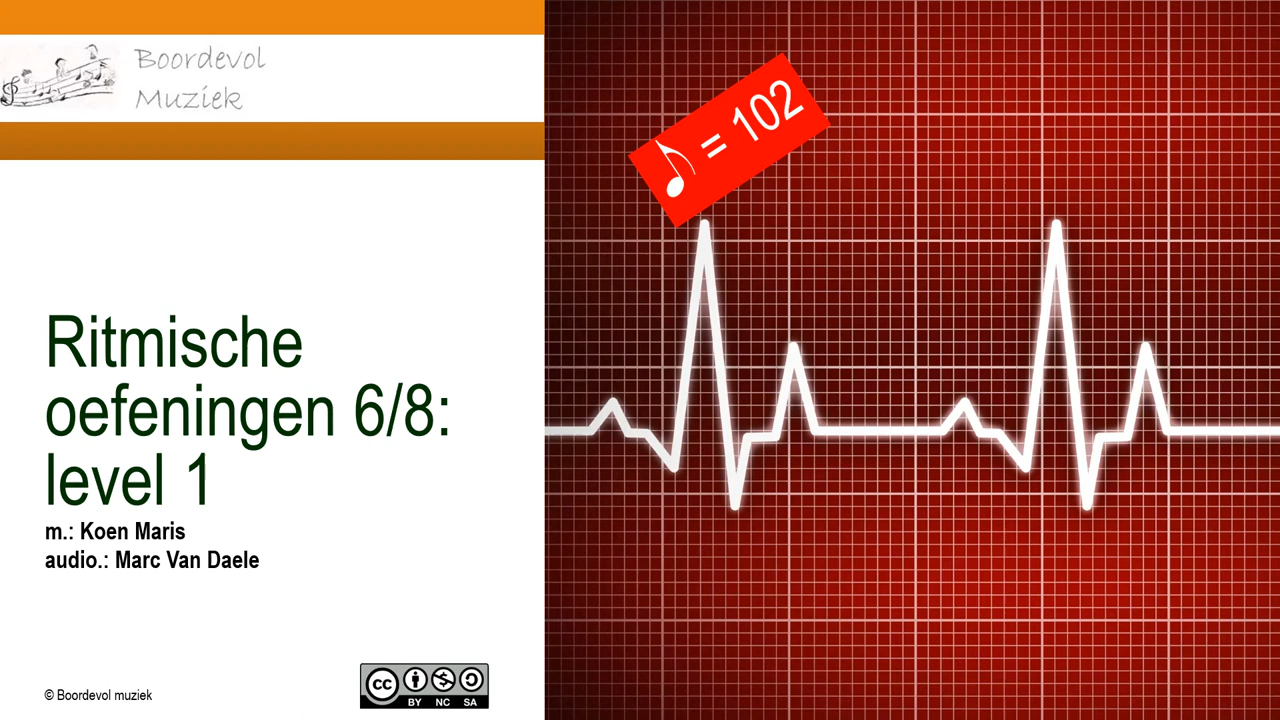 Boordevol
Muziek
♪ = 102
Ritmische
oefeningen 6/8:
level 1
m.: Koen Maris
audio.: Marc Van Daele
© Boordevol muziek
cc
BY NC SA